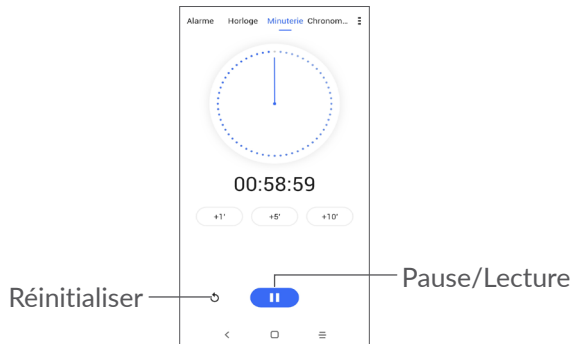 Alarme Horloge Minuterie Chronom...
00:58:59
+1' +5' +10'
Réinitialiser
Pause/Lecture